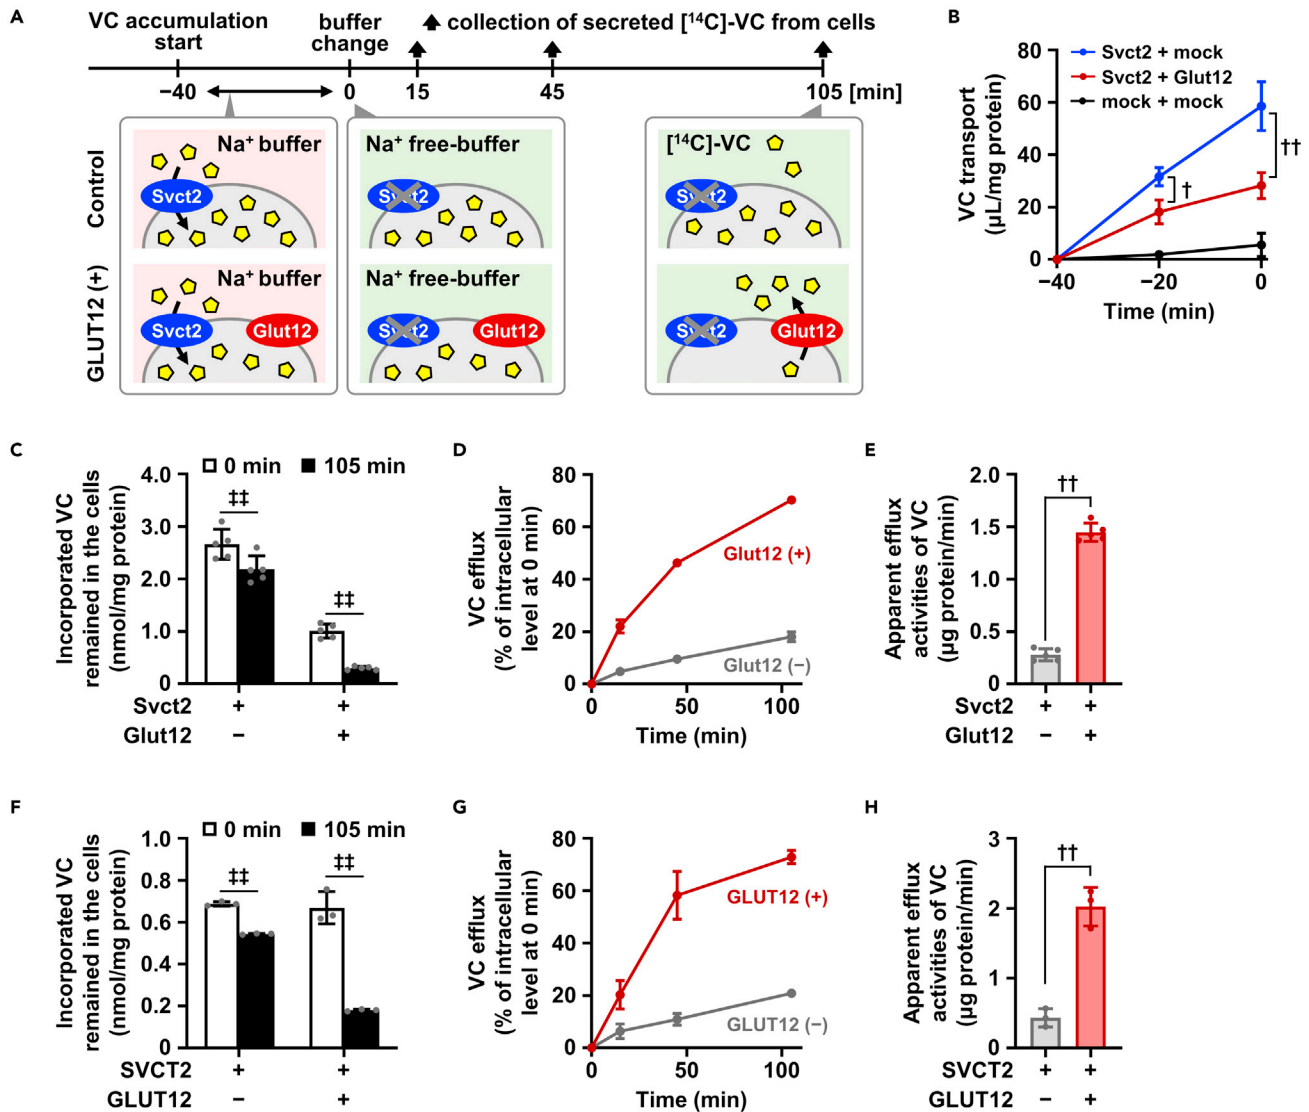 A
VC accumulation
start
buffer
change
collection of secreted [¹⁴C]-VC from cells
−40
0
15
45
105 [min]
Control
Na⁺ buffer
Svct2
Na⁺ free-buffer
Svct2
[¹⁴C]-VC
Svct2
GLUT12 (+)
Na⁺ buffer
Svct2
Glut12
Na⁺ free-buffer
Svct2
Glut12
Svct2
Glut12
B
Svct2 + mock
Svct2 + Glut12
mock + mock
VC transport
(μL/mg protein)
80
60
40
20
0
†
††
−40
−20
0
Time (min)
C
0 min
105 min
Incorporated VC
remained in the cells
(nmol/mg protein)
4.0
3.0
2.0
1.0
0
‡‡
‡‡
Svct2 + +
Glut12 − +
D
VC efflux
(% of intracellular
level at 0 min)
80
60
40
20
0
Glut12 (+)
Glut12 (−)
0 50 100
Time (min)
E
Apparent efflux
activities of VC
(μg protein/min)
2.0
1.5
1.0
0.5
0
††
Svct2 + +
Glut12 − +
F
0 min
105 min
Incorporated VC
remained in the cells
(nmol/mg protein)
1.0
0.8
0.6
0.4
0.2
0
‡‡
‡‡
SVCT2 + +
GLUT12 − +
G
VC efflux
(% of intracellular
level at 0 min)
80
60
40
20
0
GLUT12 (+)
GLUT12 (−)
0 50 100
Time (min)
H
Apparent efflux
activities of VC
(μg protein/min)
3
2
1
0
††
SVCT2 + +
GLUT12 − +